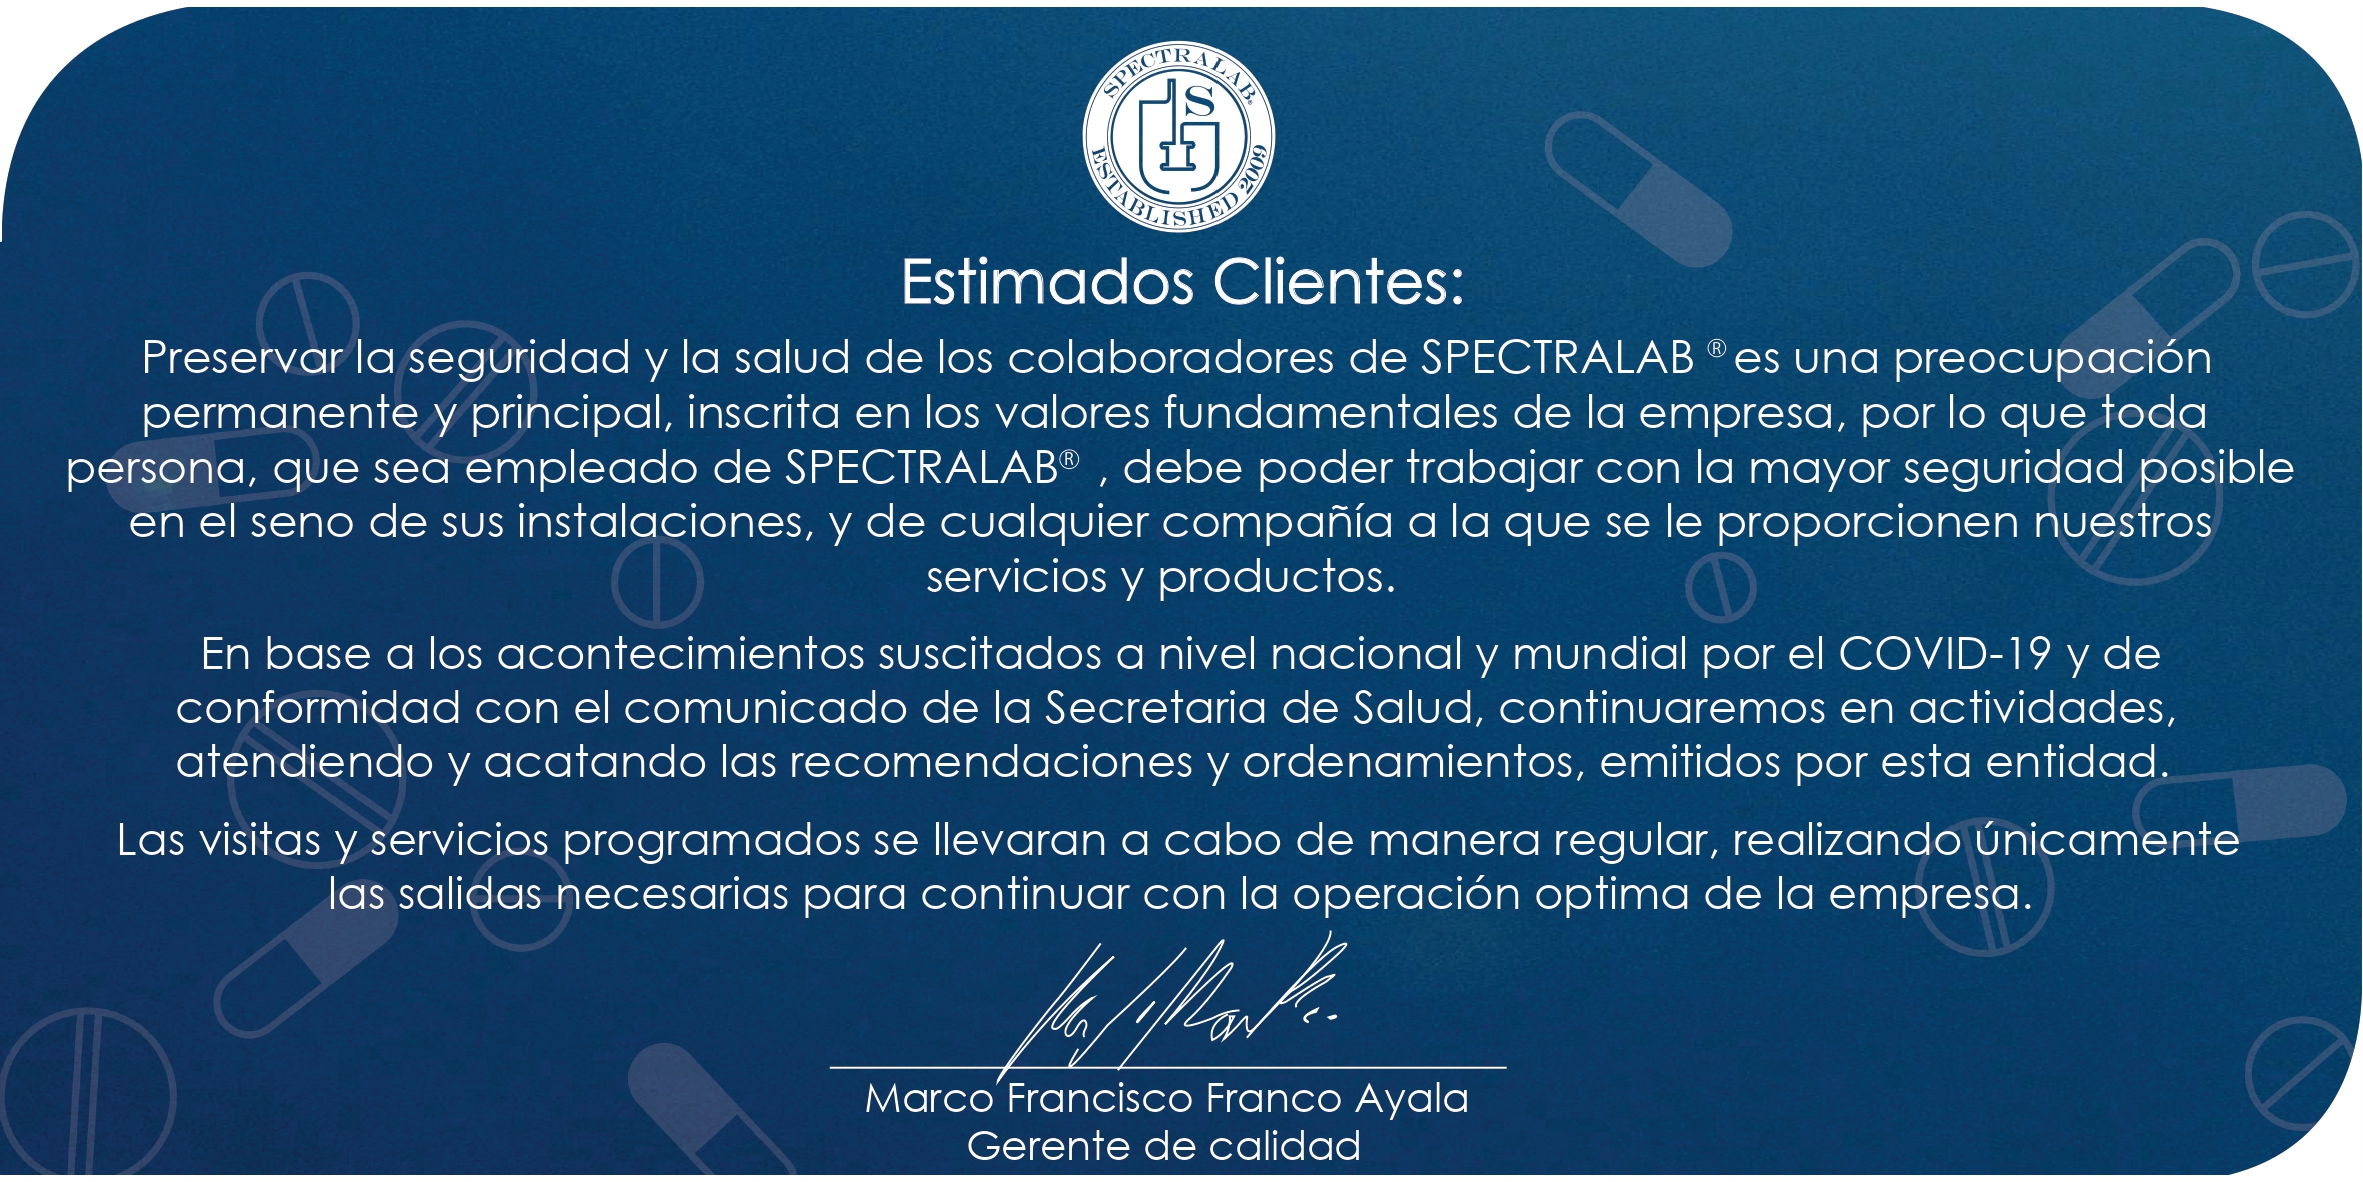 SPECTRALAB®
S
ESTABLISHED 2009
Estimados Clientes:
Preservar la seguridad y la salud de los colaboradores de SPECTRALAB ® es una preocupación
permanente y principal, inscrita en los valores fundamentales de la empresa, por lo que toda
persona, que sea empleado de SPECTRALAB® , debe poder trabajar con la mayor seguridad posible
en el seno de sus instalaciones, y de cualquier compañía a la que se le proporcionen nuestros
servicios y productos.
En base a los acontecimientos suscitados a nivel nacional y mundial por el COVID-19 y de
conformidad con el comunicado de la Secretaria de Salud, continuaremos en actividades,
atendiendo y acatando las recomendaciones y ordenamientos, emitidos por esta entidad.
Las visitas y servicios programados se llevaran a cabo de manera regular, realizando únicamente
las salidas necesarias para continuar con la operación optima de la empresa.
Marco Francisco Franco Ayala
Gerente de calidad